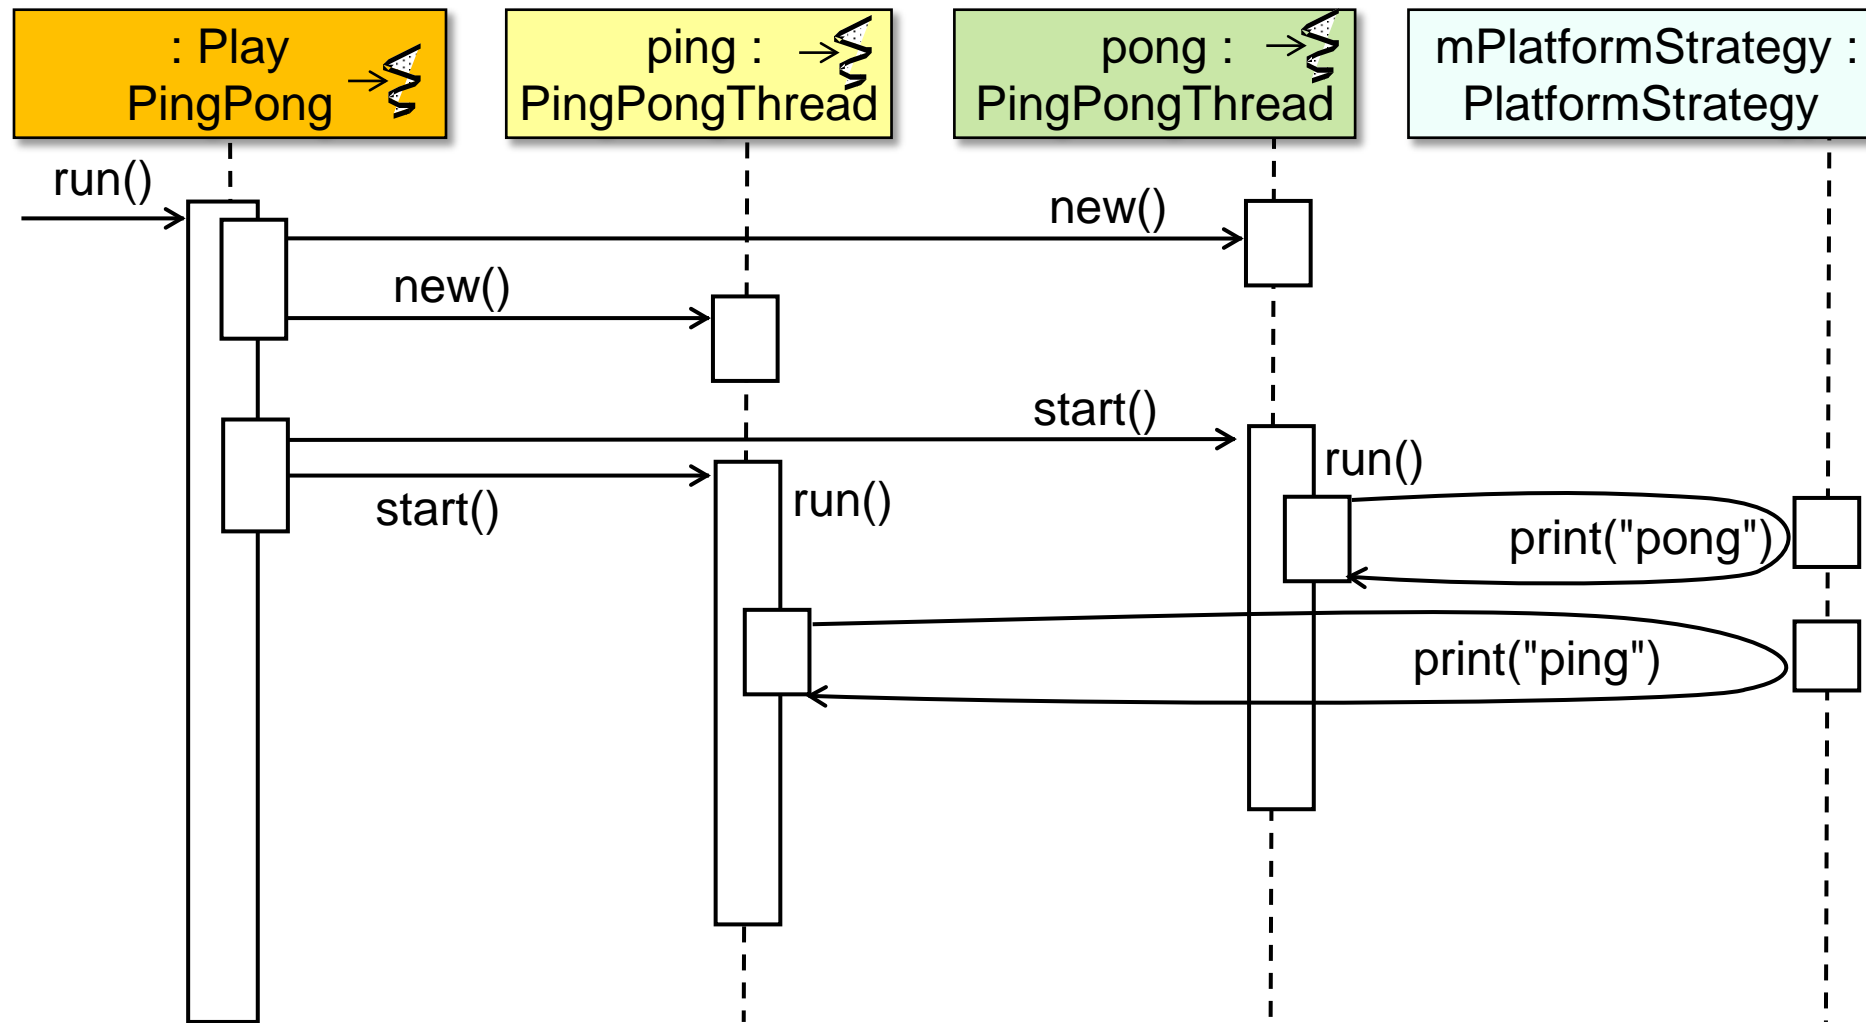 : Play
PingPong
ping :
PingPongThread
pong :
PingPongThread
mPlatformStrategy :
PlatformStrategy
run()
new()
new()
start()
run()
start()
run()
print("pong")
print("ping")